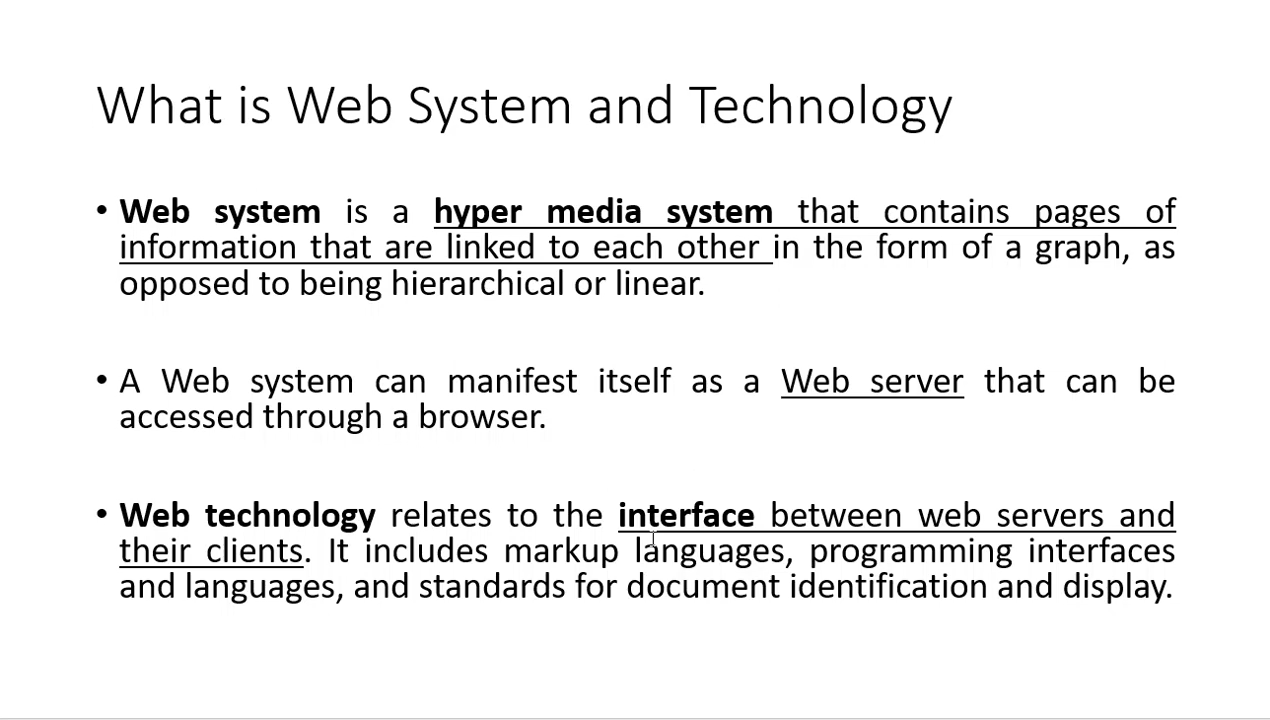 What is Web System and Technology
• Web system is a hyper media system that contains pages of
information that are linked to each other in the form of a graph, as
opposed to being hierarchical or linear.
• A Web system can manifest itself as a Web server that can be
accessed through a browser.
• Web technology relates to the interface between web servers and
their clients. It includes markup languages, programming interfaces
and languages, and standards for document identification and display.